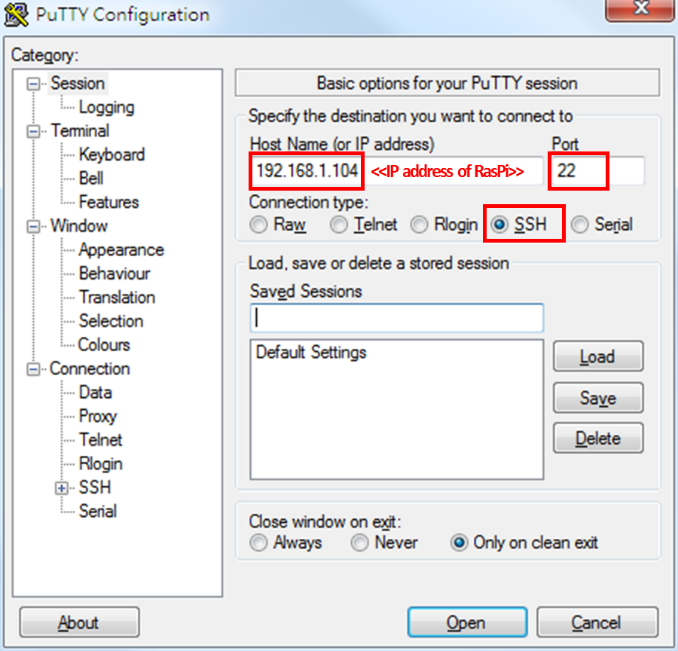 PuTTY Configuration
X
Category:
Session
Logging
Terminal
Keyboard
Bell
Features
Window
Appearance
Behaviour
Translation
Selection
Colours
Connection
Data
Proxy
Telnet
Rlogin
SSH
Serial
Basic options for your PuTTY session
Specify the destination you want to connect to
Host Name (or IP address) Port
192.168.1.104 <<IP address of RasPi>> 22
Connection type:
Raw Telnet Rlogin SSH Serial
Load, save or delete a stored session
Saved Sessions
Default Settings
Load
Save
Delete
Close window on exit:
Always Never Only on clean exit
About Open Cancel